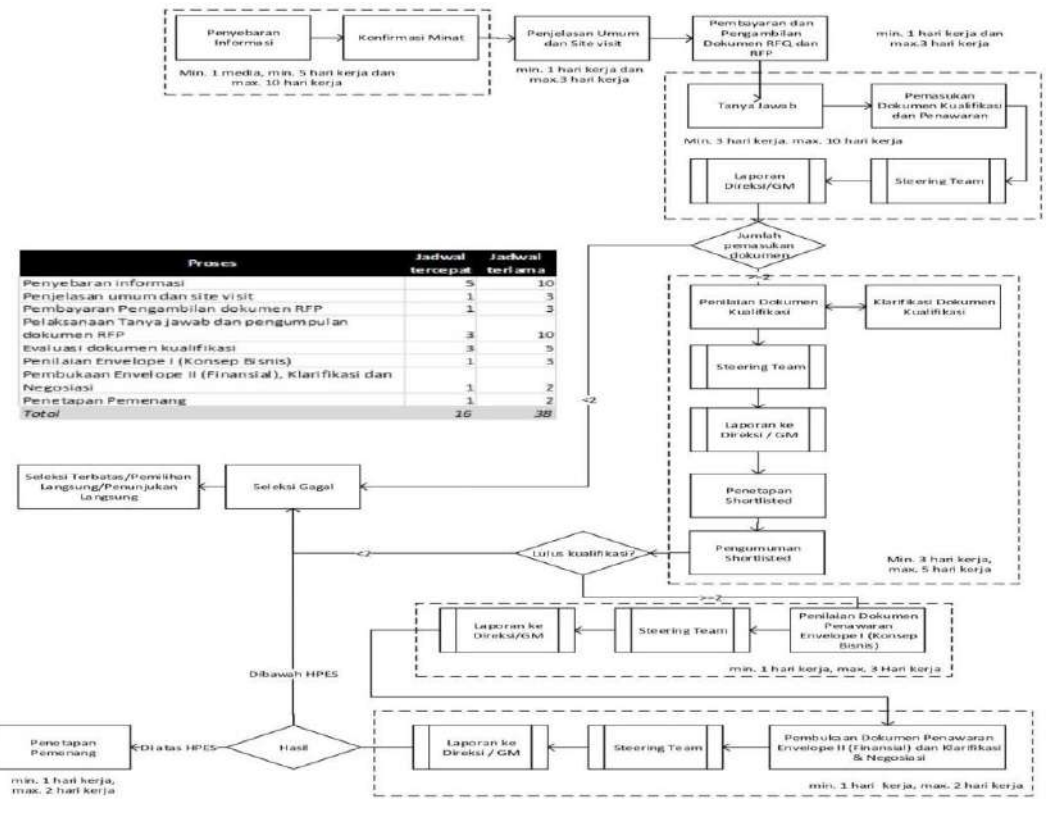 Penyebaran
Informasi
Konfirmasi Minat
Min. 1 media, min. 5 hari kerja dan
max. 10 hari kerja
Penjelasan Umum
dan Site visit
min. 1 hari kerja dan
max.3 hari kerja
Pembayaran dan
Pengambilan
Dokumen RFQ dan
RFP
min. 1 hari kerja dan
max.3 hari kerja
Tanya Jawab
Pemasukan
Dokumen Kualifikasi
dan Penawaran
Min. 3 hari kerja. max. 10 hari kerja
Laporan
Direksi/GM
Steering Team
Jumlah
pemasukan
dokumen
>=2
<2
Proses
Jadwal
tercepat
Jadwal
terlama
Penyebaran informasi 5 10
Penjelasan umum dan site visit 1 3
Pembayaran Pengambilan dokumen RFP 1 3
Pelaksanaan Tanya jawab dan pengumpulan
dokumen RFP 3 10
Evaluasi dokumen kualifikasi 3 5
Penilaian Envelope I (Konsep Bisnis) 1 3
Pembukaan Envelope II (Finansial), Klarifikasi dan
Negosiasi 1 2
Penetapan Pemenang 1 2
Total 16 38
Penilaian Dokumen
Kualifikasi
Klarifikasi Dokumen
Kualifikasi
Steering Team
Laporan ke
Direksi / GM
Penetapan
Shortlisted
Pengumuman
Shortlisted
Min. 3 hari kerja,
max. 5 hari kerja
Seleksi Terbatas/Pemilihan
Langsung/Penunjukan
Langsung
Seleksi Gagal
Lulus kualifikasi?
<2
>=2
Laporan ke
Direksi/GM
Steering Team
Penilaian Dokumen
Penawaran
Envelope I (Konsep
Bisnis)
min. 1 hari kerja, max. 3 Hari kerja
Dibawah HPES
Penetapan
Pemenang
Diatas HPES
Hasil
Laporan ke
Direksi / GM
Steering Team
Pembukaan Dokumen Penawaran
Envelope II (Finansial) dan Klarifikasi
& Negosiasi
min. 1 hari kerja,
max. 2 hari kerja
min. 1 hari kerja, max. 2 hari kerja